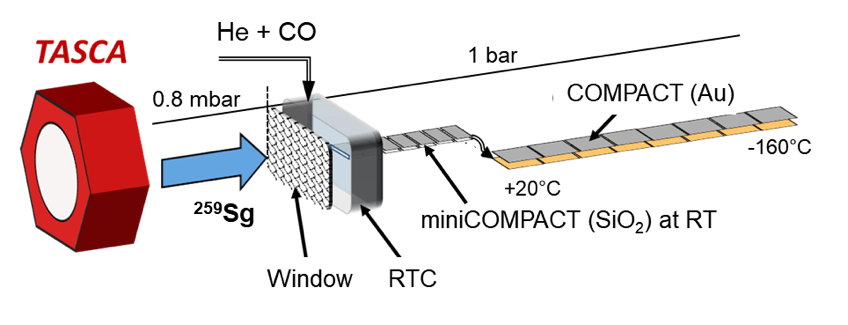 He + CO
TASCA
1 bar
0.8 mbar
COMPACT (Au)
-160°C
+20°C
²⁵⁹Sg
miniCOMPACT (SiO₂) at RT
Window
RTC